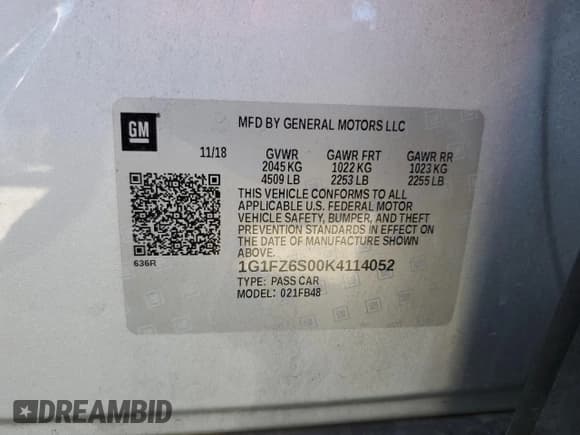 GM
MFD BY GENERAL MOTORS LLC
11/18 GVWR GAWR FRT GAWR RR
2045 KG 1022 KG 1023 KG
4509 LB 2253 LB 2255 LB
THIS VEHICLE CONFORMS TO ALL
APPLICABLE U.S. FEDERAL MOTOR
VEHICLE SAFETY, BUMPER, AND THEFT
PREVENTION STANDARDS IN EFFECT ON
THE DATE OF MANUFACTURE SHOWN
ABOVE.
636R
1G1FZ6S00K4114052
TYPE: PASS CAR
MODEL: 021FB48
DREAMBID